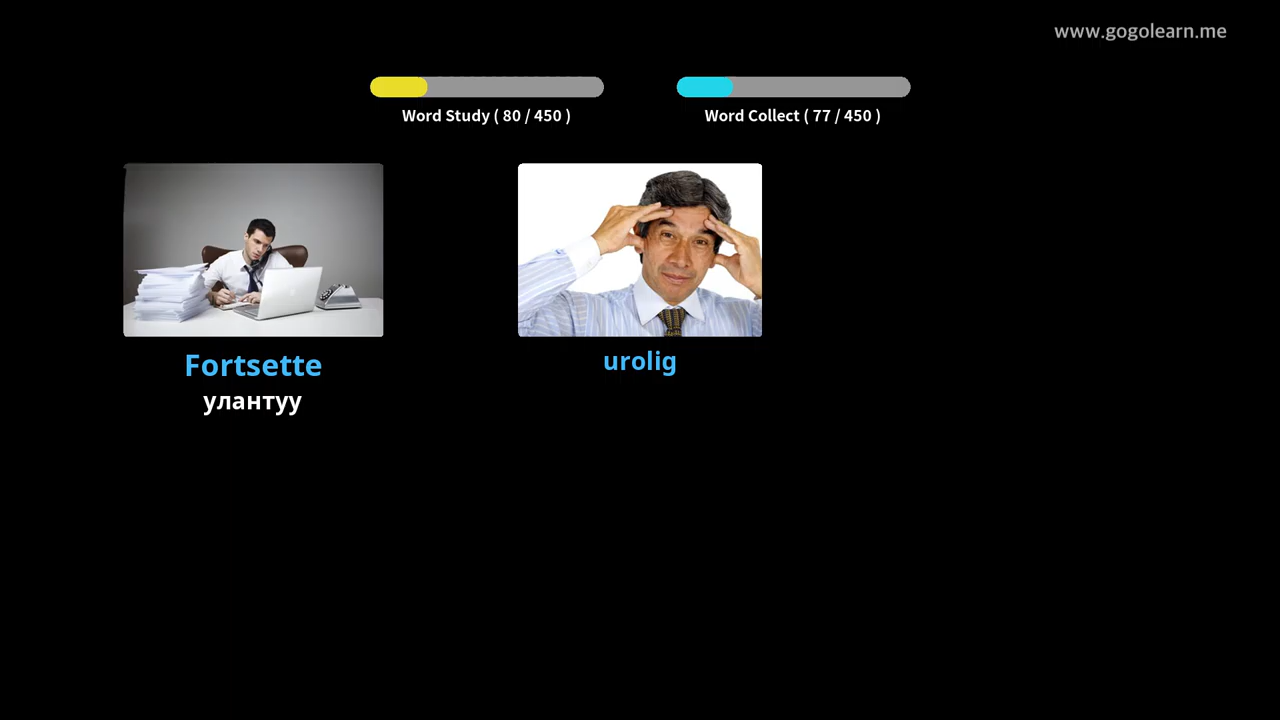 www.gogolearn.me
Word Study ( 80 / 450 )
Word Collect ( 77 / 450 )
Fortsette
улантуу
urolig